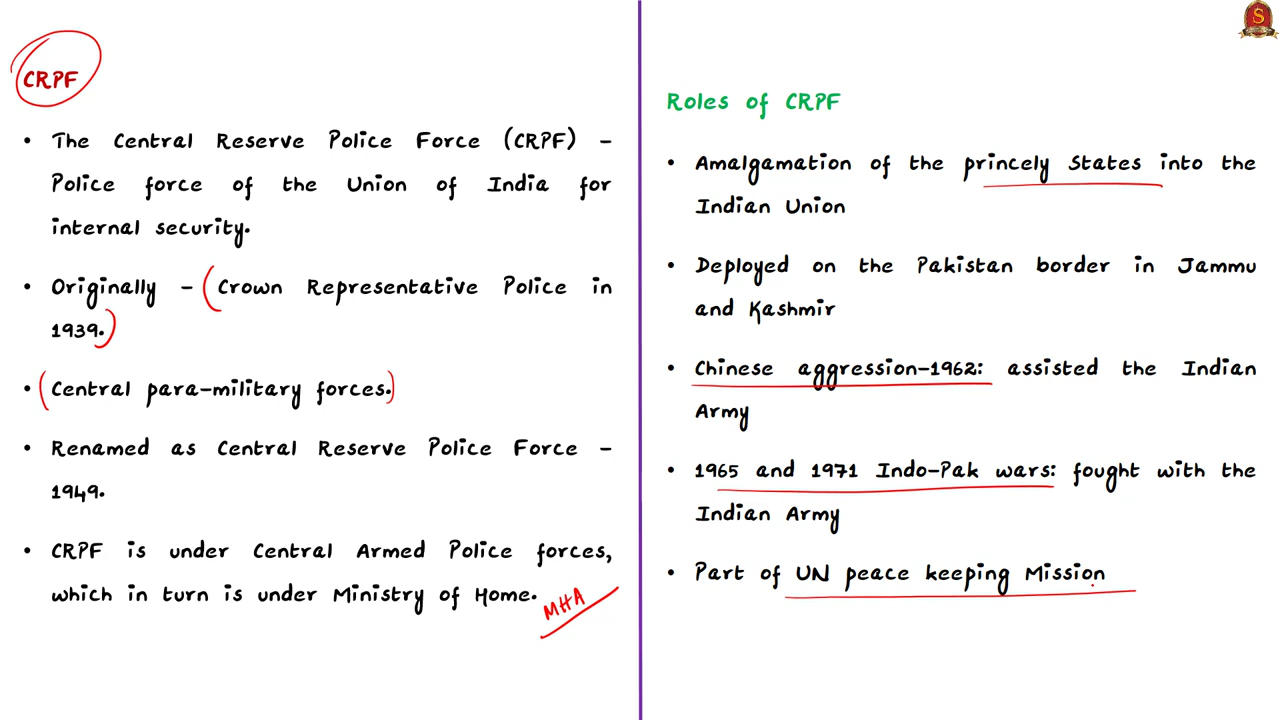 CRPF
• The Central Reserve Police Force (CRPF) –
Police force of the Union of India for
internal security.
• Originally – (Crown Representative Police in
1939.)
• (Central para-military forces.)
• Renamed as Central Reserve Police Force –
1949.
• CRPF is under Central Armed Police forces,
which in turn is under Ministry of Home.
MHA
Roles of CRPF
• Amalgamation of the princely States into the
Indian Union
• Deployed on the Pakistan border in Jammu
and Kashmir
• Chinese aggression-1962: assisted the Indian
Army
• 1965 and 1971 Indo-Pak wars: fought with the
Indian Army
• Part of UN peace keeping Mission
S